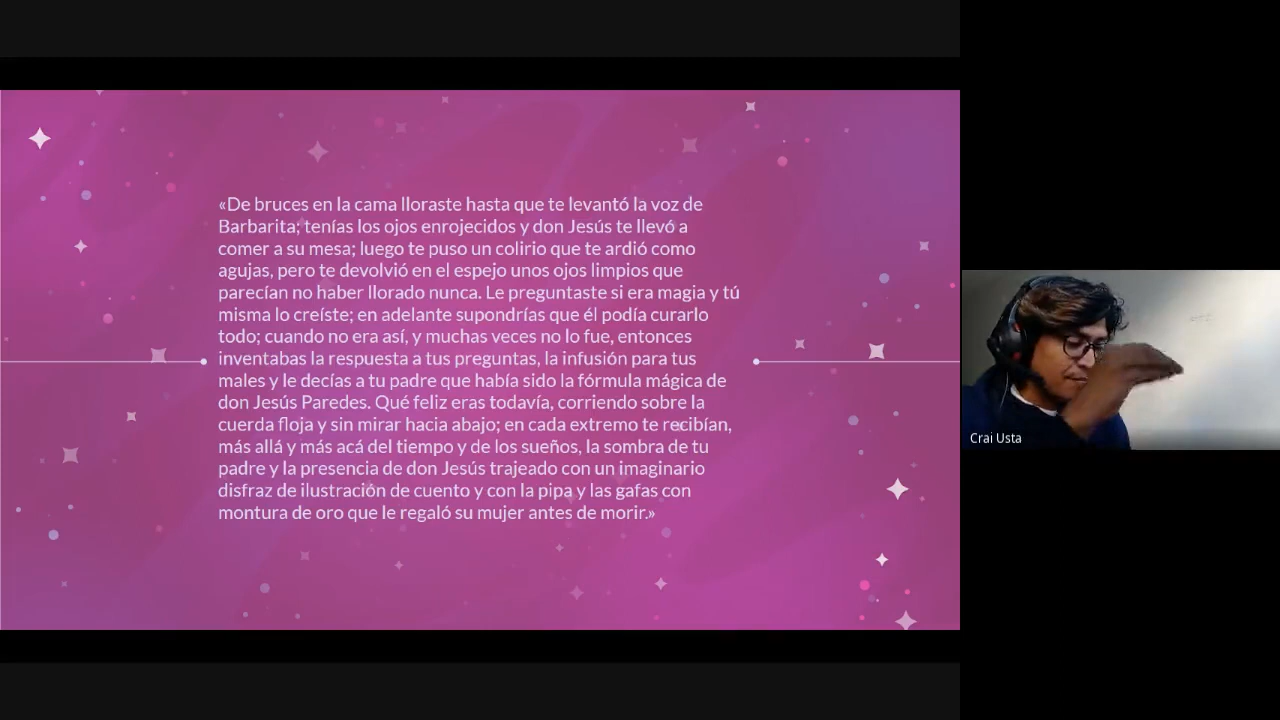 «De bruces en la cama lloraste hasta que te levantó la voz de
Barbarita; tenías los ojos enrojecidos y don Jesús te llevó a
comer a su mesa; luego te puso un colirio que te ardió como
agujas, pero te devolvió en el espejo unos ojos limpios que
parecían no haber llorado nunca. Le preguntaste si era magia y tú
misma lo creíste; en adelante supondrías que él podía curarlo
todo; cuando no era así, y muchas veces no lo fue, entonces
inventabas la respuesta a tus preguntas, la infusión para tus
males y le decías a tu padre que había sido la fórmula mágica de
don Jesús Paredes. Qué feliz eras todavía, corriendo sobre la
cuerda floja y sin mirar hacia abajo; en cada extremo te recibían,
más allá y más acá del tiempo y de los sueños, la sombra de tu
padre y la presencia de don Jesús trajeado con un imaginario
disfraz de ilustración de cuento y con la pipa y las gafas con
montura de oro que le regaló su mujer antes de morir.»
Crai Usta